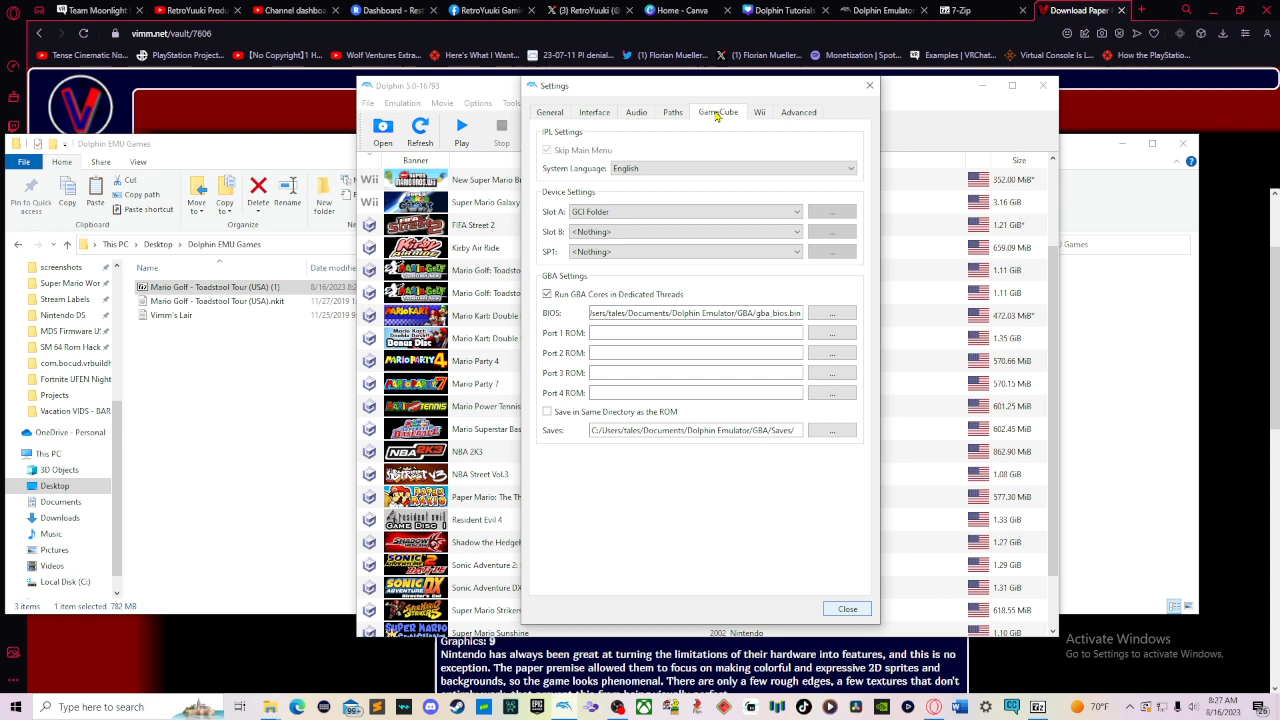 Team Moonlight
RetroYuuki Produ
RetroYuuki Chann
Dashboard - Rest
RetroYuuki Gamin
(3) RetroYuuki (
Home - Canva
Dolphin Tutorials
Dolphin Emulator
7-Zip
Download Paper
vimm.net/vault/7606
Tense Cinematic No...
PlayStation Project...
[No Copyright]1 H...
Wolf Ventures Extra...
Here's What I Want...
23-07-11 PI denial...
(1) Florian Mueller...
(1) Florian Mueller...
Monetization | Spot...
Examples | VRChat...
Virtual Console Is L...
Dolphin 5.0-16793
Settings
File Emulation Movie Options Tools
General Interface Audio Paths GameCube Wii Advanced
Dolphin EMU Games
File Home Share View
Open Refresh Play Stop
Banner
Size
IPL Settings
Skip Main Menu
System Language: English
Device Settings
Slot A: GCI Folder ...
Slot B: <Nothing> ...
SP1: <Nothing> ...
GBA Settings
Run GBA Cores in Dedicated Threads
BIOS: /sers/tales/Documents/Dolphin Emulator/GBA/gba_bios.bin ...
Port 1 ROM: ...
Port 2 ROM: ...
Port 3 ROM: ...
Port 4 ROM: ...
Save in Same Directory as the ROM
Saves: C:/Users/tales/Documents/Dolphin Emulator/GBA/Saves/ ...
Close
Pin to Quick access
Copy
Paste
Cut
Copy path
Paste shortcut
Move to
Copy to
Delete
Rename
New folder
Clipboard
Organize
This PC > Desktop > Dolphin EMU Games
Games
Name
Date modifie
Mario Golf - Toadstool Tour (USA) (1) 8/16/2023 8:2
Mario Golf - Toadstool Tour (USA).nkit 11/27/2019 1:
Vimm's Lair 11/25/2019 9:
screenshots
Super Mario Wor
Stream Labels
Nintendo DS
MDS Firmware U:
SM 64 Rom Hack
com.bocud.vrbuildh
Fortnite UFEN Night
Projects
Vacation VIDS - BAR
OneDrive - Personal
This PC
3D Objects
Desktop
Documents
Downloads
Music
Pictures
Videos
Local Disk (C:)
3 items 1 item selected 782 MB
New Super Mario Br 352.00 MiB*
Super Mario Galaxy 3.16 GiB
FIFA Street 2 1.21 GiB*
Kirby Air Ride 659.09 MiB
Mario Golf: Toadsto 1.11 GiB
Mario Golf: Toadsto 1.11 GiB
Mario Kart: Double 472.03 MiB*
Mario Kart: Double 1.35 GiB
Mario Party 4 570.66 MiB
Mario Party 7 570.15 MiB
Mario Power Tennis 601.25 MiB
Mario Superstar Bas 602.45 MiB
NBA 2K3 862.90 MiB
NBA Street Vol.3 1.08 GiB
Paper Mario: The Th 577.30 MiB
Resident Evil 4 1.33 GiB
Shadow the Hedgeh 1.27 GiB
Sonic Adventure 2: 1.29 GiB
Sonic Adventure DX 1.31 GiB
Super Mario Strikers 618.55 MiB
Super Mario Sunshine 2002 Nintendo 1.10 GiB
Graphics: 9
Nintendo has always been great at turning the limitations of their hardware into features, and this is no
exception. The paper premise allowed them to focus on making colorful and expressive 2D sprites and
backgrounds, so the game looks phenomenal. There are only a few rough edges, a few textures that don't
Activate Windows
Go to Settings to activate Windows.
Type here to search
99+
70°F
8:27 AM
8/16/2023